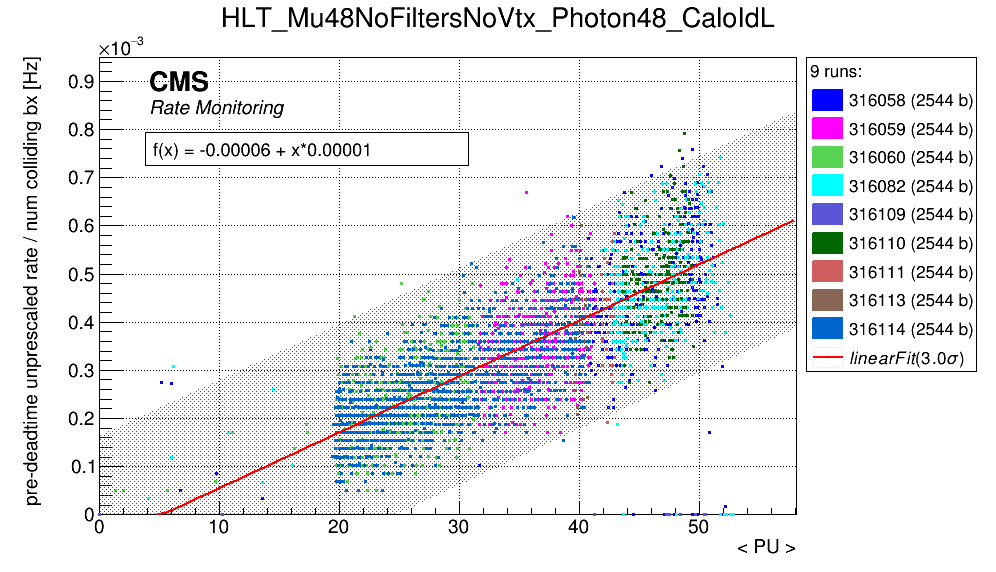 HLT_Mu48NoFiltersNoVtx_Photon48_CaloIdL
×10⁻³
pre-deadtime unprescaled rate / num colliding bx [Hz]
0.9
0.8
0.7
0.6
0.5
0.4
0.3
0.2
0.1
0
CMS
Rate Monitoring
f(x) = -0.00006 + x*0.00001
0 10 20 30 40 50
< PU >
9 runs:
316058 (2544 b)
316059 (2544 b)
316060 (2544 b)
316082 (2544 b)
316109 (2544 b)
316110 (2544 b)
316111 (2544 b)
316113 (2544 b)
316114 (2544 b)
linearFit(3.0σ)